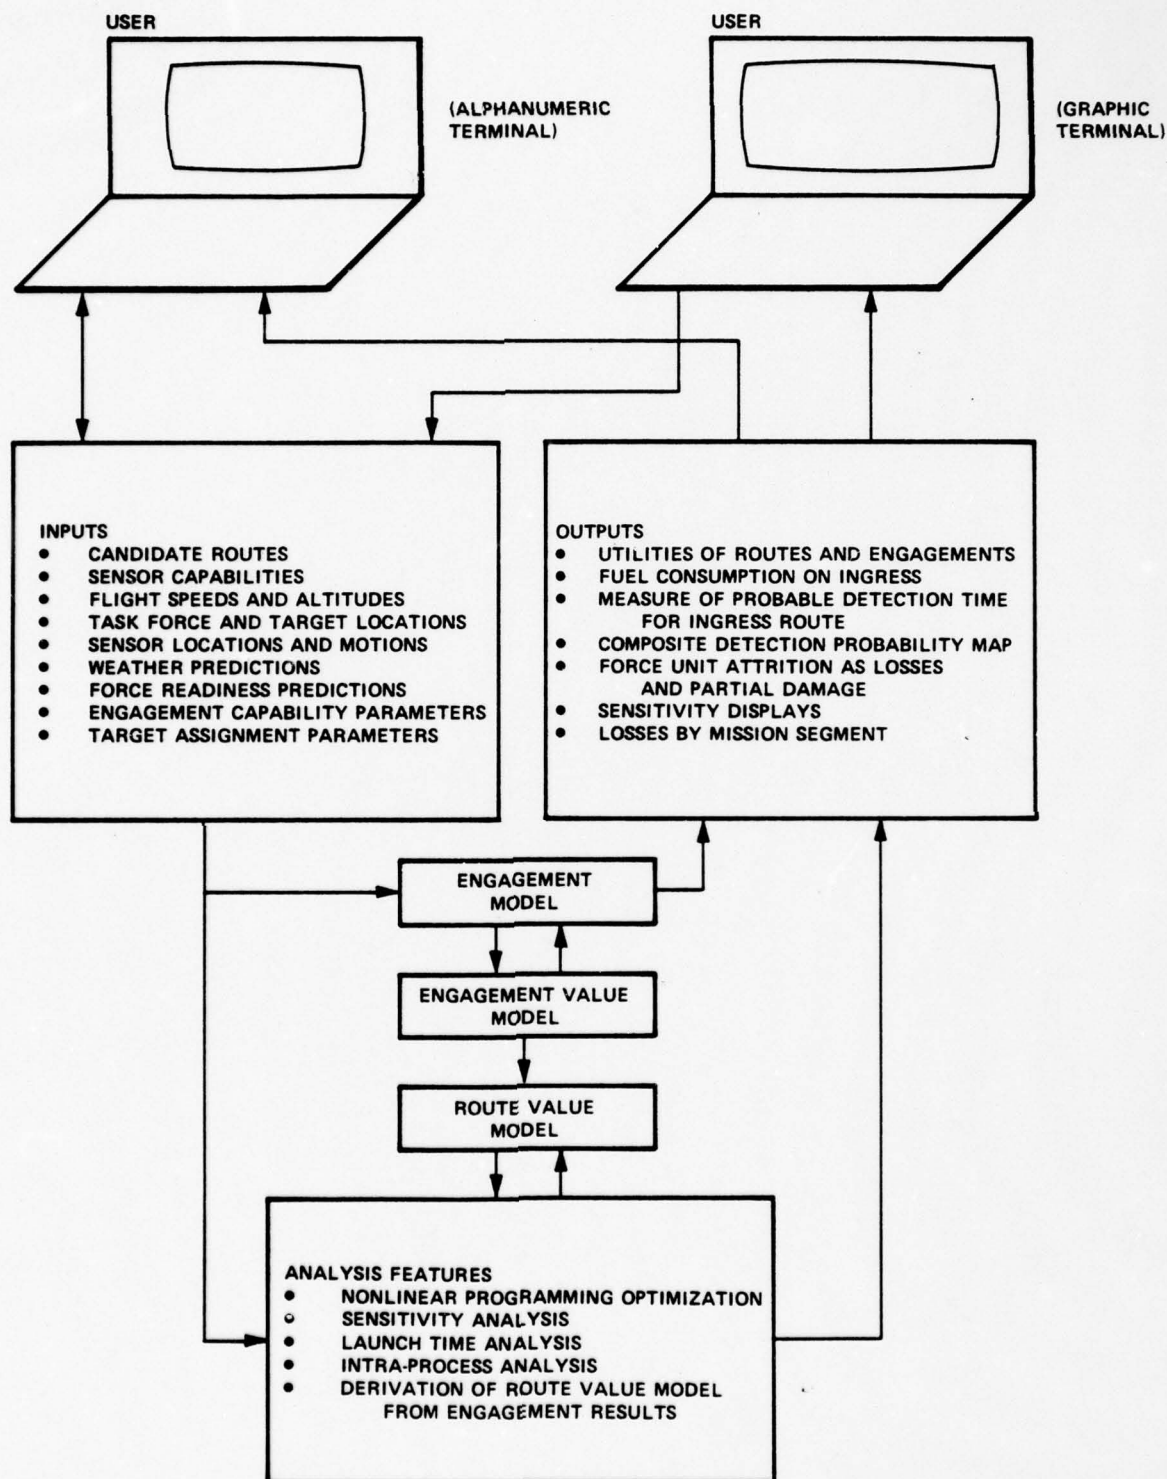 USER
(ALPHANUMERIC
TERMINAL)
USER
(GRAPHIC
TERMINAL)
INPUTS
• CANDIDATE ROUTES
• SENSOR CAPABILITIES
• FLIGHT SPEEDS AND ALTITUDES
• TASK FORCE AND TARGET LOCATIONS
• SENSOR LOCATIONS AND MOTIONS
• WEATHER PREDICTIONS
• FORCE READINESS PREDICTIONS
• ENGAGEMENT CAPABILITY PARAMETERS
• TARGET ASSIGNMENT PARAMETERS
OUTPUTS
• UTILITIES OF ROUTES AND ENGAGEMENTS
• FUEL CONSUMPTION ON INGRESS
• MEASURE OF PROBABLE DETECTION TIME
FOR INGRESS ROUTE
• COMPOSITE DETECTION PROBABILITY MAP
• FORCE UNIT ATTRITION AS LOSSES
AND PARTIAL DAMAGE
• SENSITIVITY DISPLAYS
• LOSSES BY MISSION SEGMENT
ENGAGEMENT
MODEL
ENGAGEMENT VALUE
MODEL
ROUTE VALUE
MODEL
ANALYSIS FEATURES
• NONLINEAR PROGRAMMING OPTIMIZATION
• SENSITIVITY ANALYSIS
• LAUNCH TIME ANALYSIS
• INTRA-PROCESS ANALYSIS
• DERIVATION OF ROUTE VALUE MODEL
FROM ENGAGEMENT RESULTS